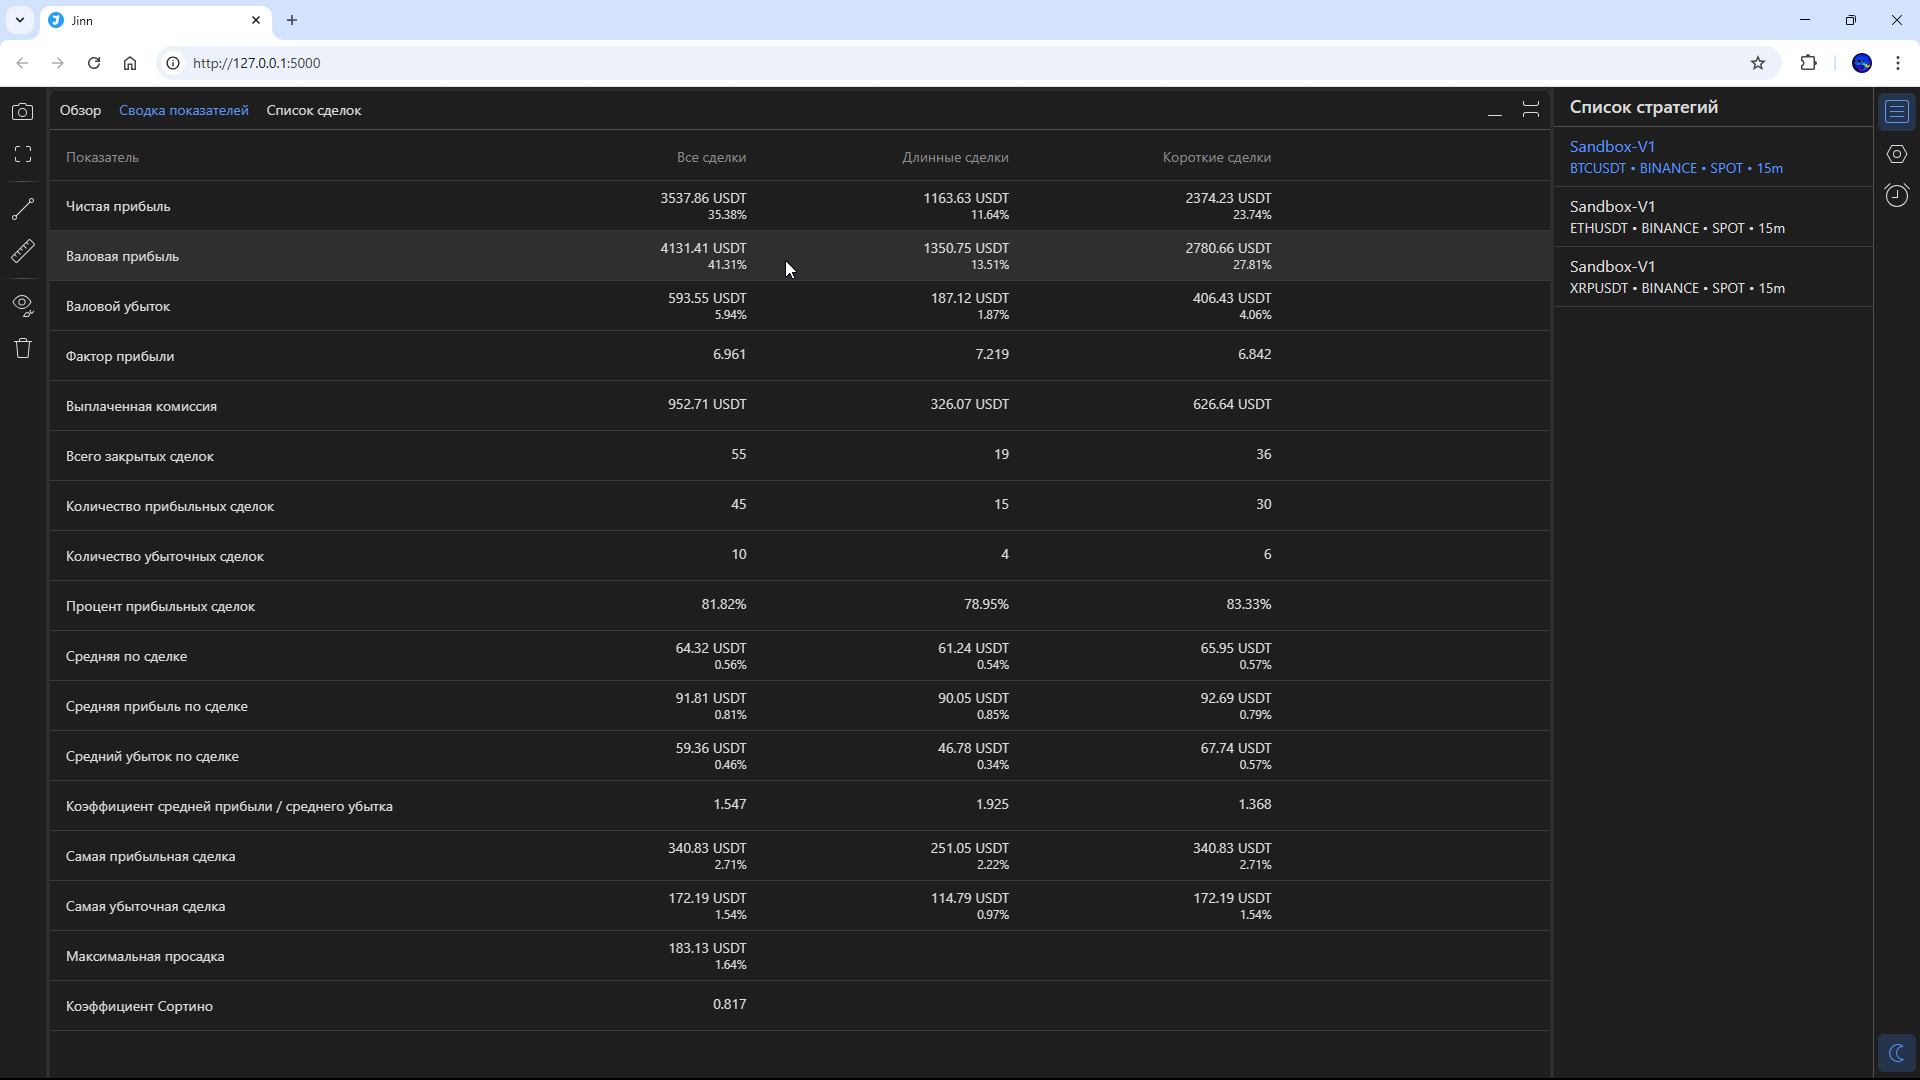 Jinn
http://127.0.0.1:5000
Обзор Сводка показателей Список сделок
Показатель Все сделки Длинные сделки Короткие сделки
Чистая прибыль 3537.86 USDT 1163.63 USDT 2374.23 USDT
35.38% 11.64% 23.74%
Валовая прибыль 4131.41 USDT 1350.75 USDT 2780.66 USDT
41.31% 13.51% 27.81%
Валовой убыток 593.55 USDT 187.12 USDT 406.43 USDT
5.94% 1.87% 4.06%
Фактор прибыли 6.961 7.219 6.842
Выплаченная комиссия 952.71 USDT 326.07 USDT 626.64 USDT
Всего закрытых сделок 55 19 36
Количество прибыльных сделок 45 15 30
Количество убыточных сделок 10 4 6
Процент прибыльных сделок 81.82% 78.95% 83.33%
Средняя по сделке 64.32 USDT 61.24 USDT 65.95 USDT
0.56% 0.54% 0.57%
Средняя прибыль по сделке 91.81 USDT 90.05 USDT 92.69 USDT
0.81% 0.85% 0.79%
Средний убыток по сделке 59.36 USDT 46.78 USDT 67.74 USDT
0.46% 0.34% 0.57%
Коэффициент средней прибыли / среднего убытка 1.547 1.925 1.368
Самая прибыльная сделка 340.83 USDT 251.05 USDT 340.83 USDT
2.71% 2.22% 2.71%
Самая убыточная сделка 172.19 USDT 114.79 USDT 172.19 USDT
1.54% 0.97% 1.54%
Максимальная просадка 183.13 USDT
1.64%
Коэффициент Сортино 0.817
Список стратегий
Sandbox-V1
BTCUSDT • BINANCE • SPOT • 15m
Sandbox-V1
ETHUSDT • BINANCE • SPOT • 15m
Sandbox-V1
XRPUSDT • BINANCE • SPOT • 15m